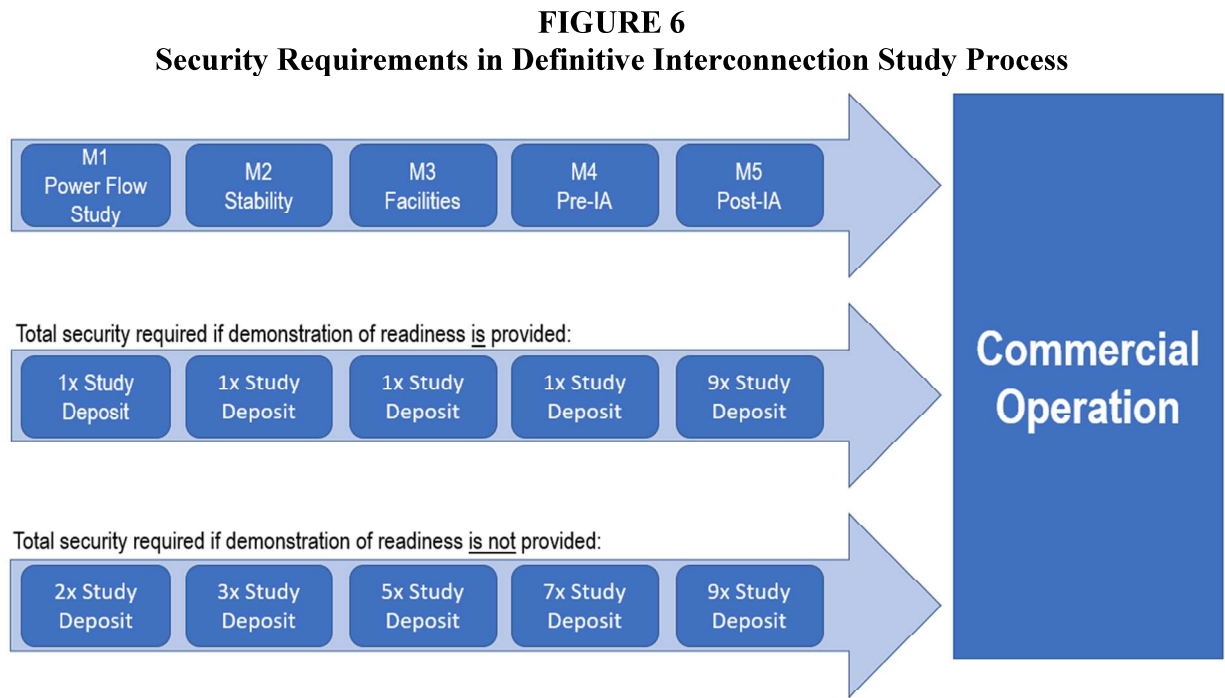 FIGURE 6
Security Requirements in Definitive Interconnection Study Process
M1
Power Flow
Study
M2
Stability
M3
Facilities
M4
Pre-IA
M5
Post-IA
Total security required if demonstration of readiness is provided:
1x Study
Deposit
1x Study
Deposit
1x Study
Deposit
1x Study
Deposit
9x Study
Deposit
Total security required if demonstration of readiness is not provided:
2x Study
Deposit
3x Study
Deposit
5x Study
Deposit
7x Study
Deposit
9x Study
Deposit
Commercial
Operation